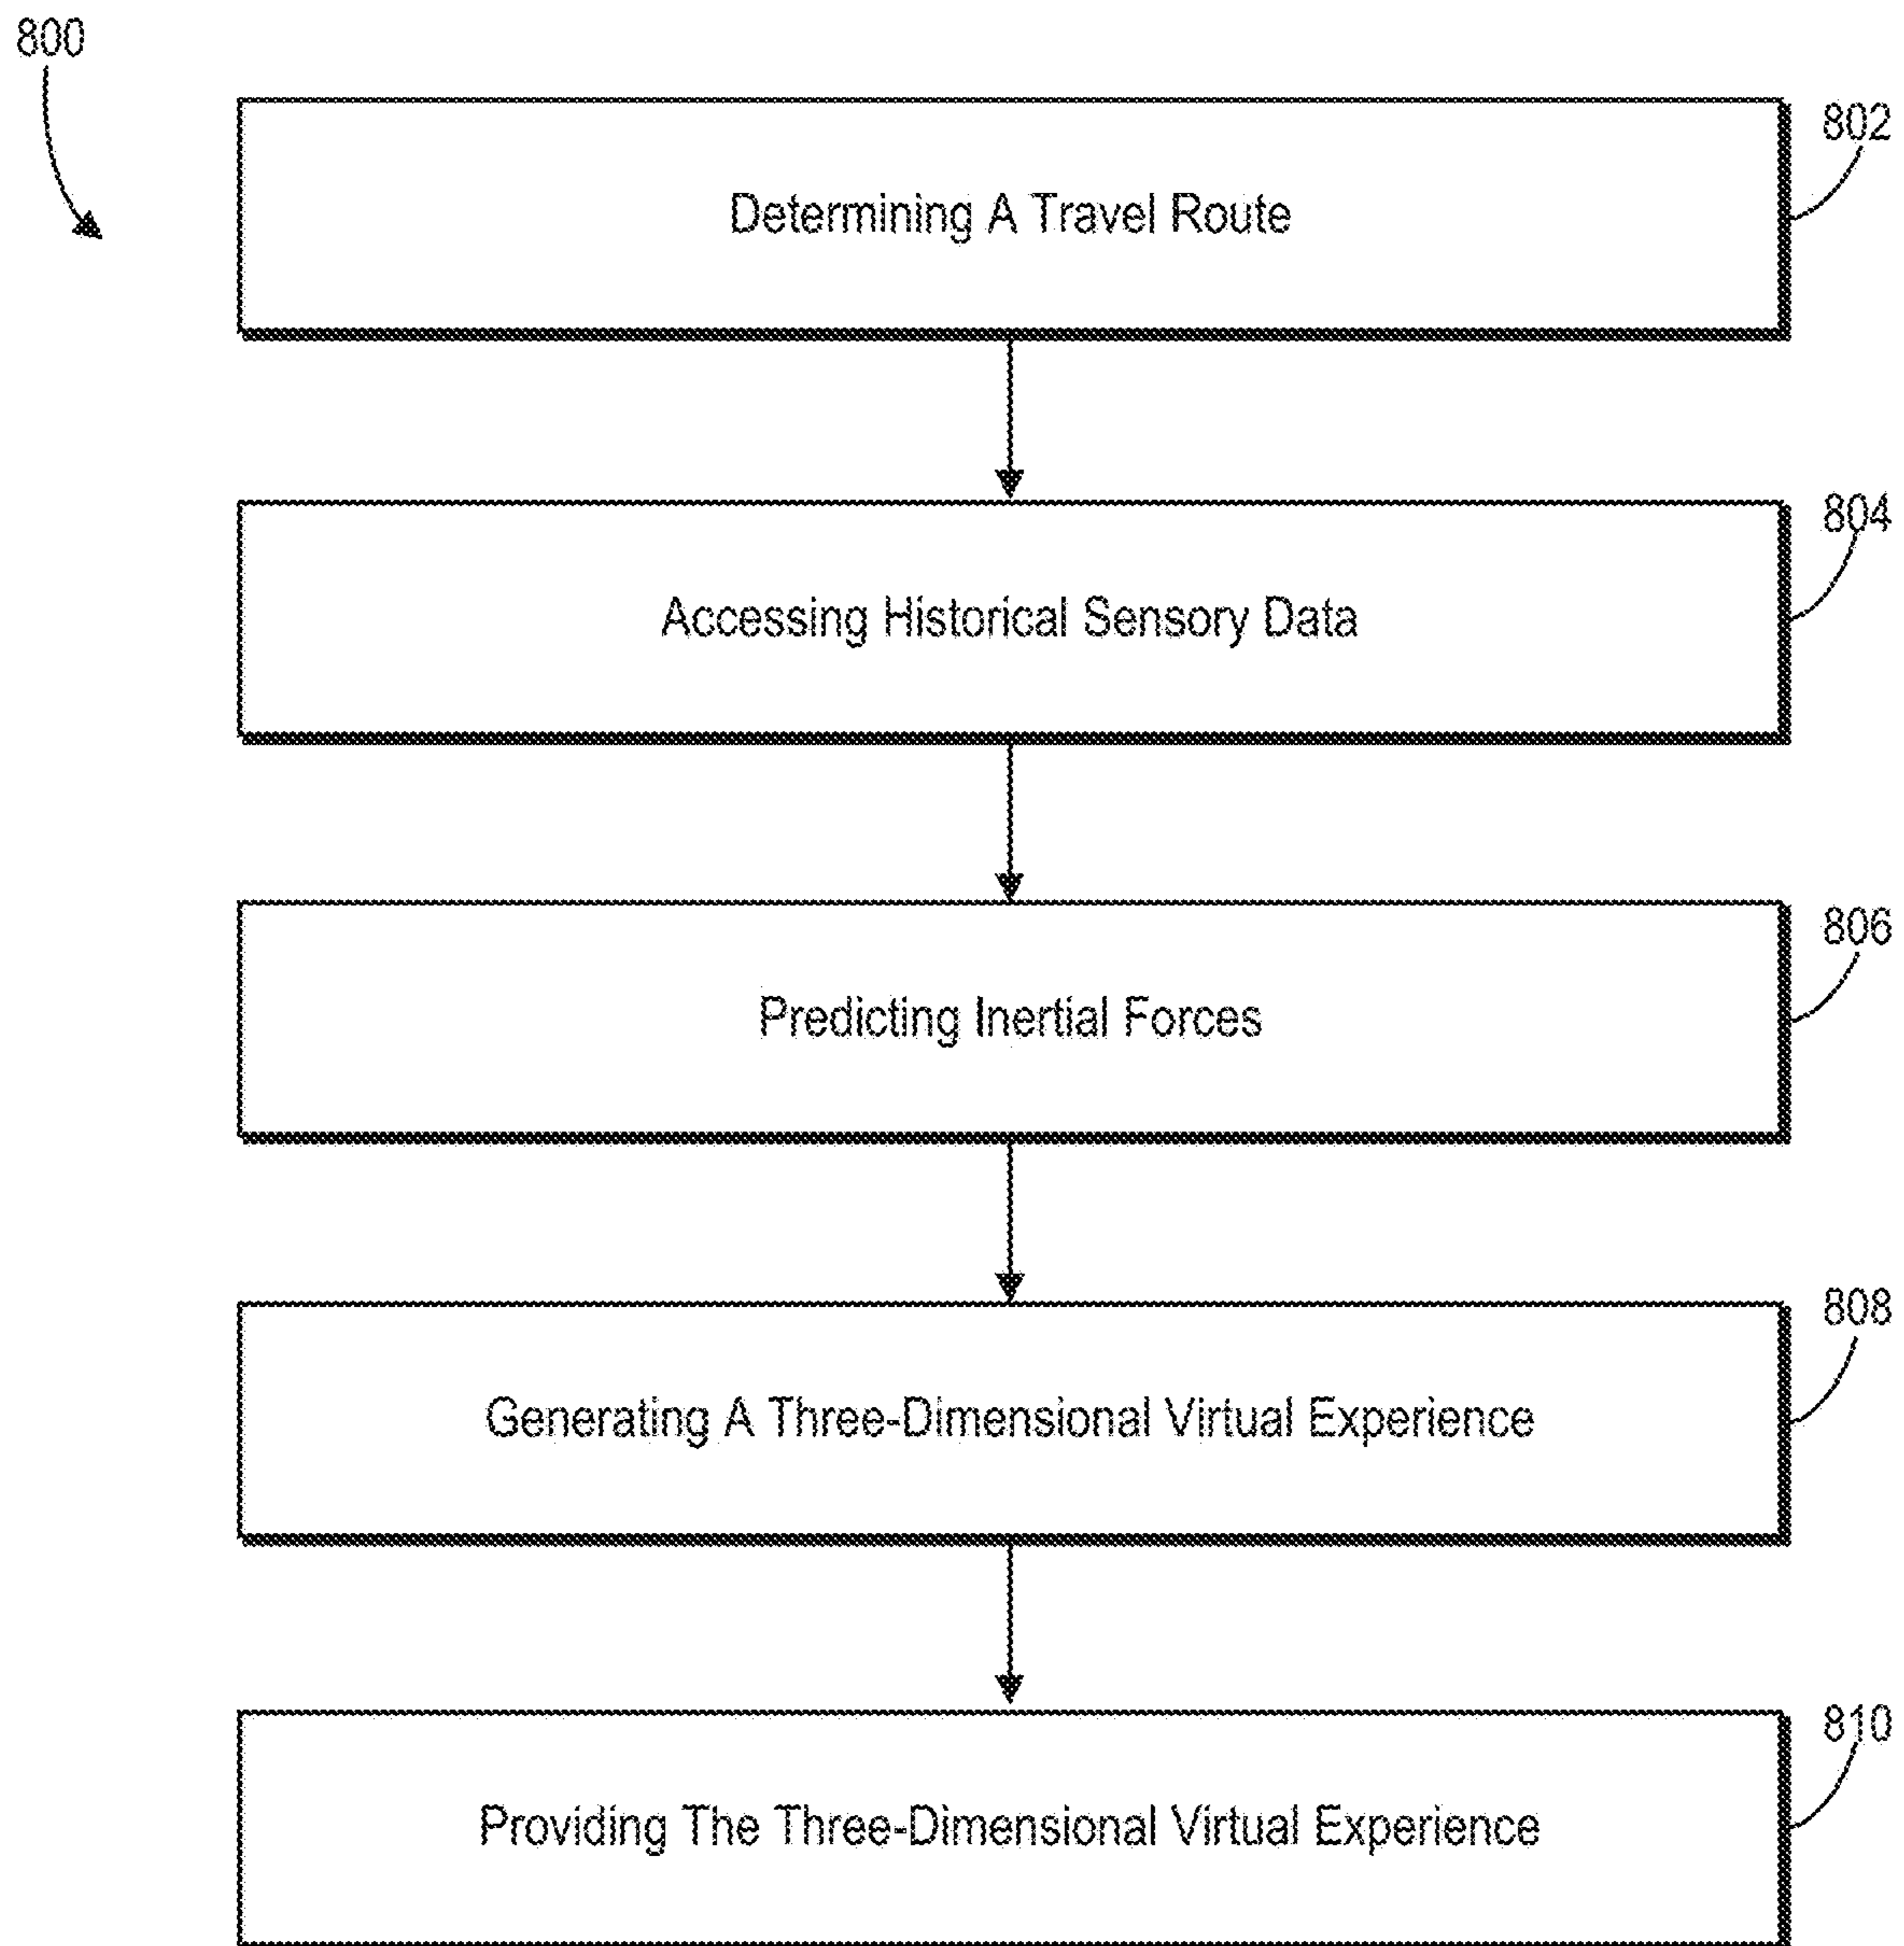 800
802
Determining A Travel Route
804
Accessing Historical Sensory Data
806
Predicting Inertial Forces
808
Generating A Three-Dimensional Virtual Experience
810
Providing The Three-Dimensional Virtual Experience